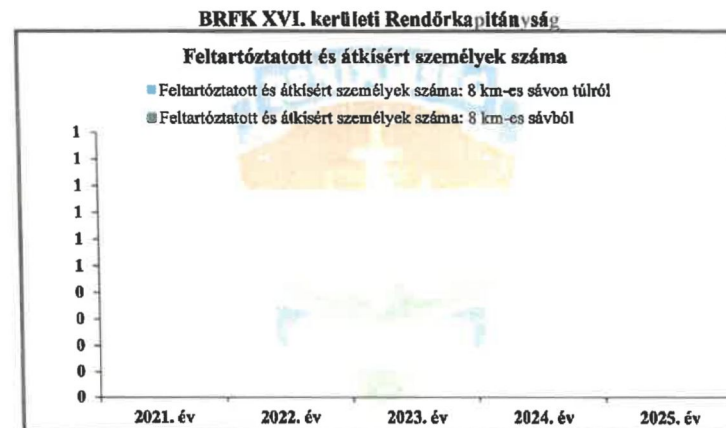 BRFK XVI. kerületi Rendőrkapitányság
Feltartóztatott és átkísért személyek száma
Feltartóztatott és átkísért személyek száma: 8 km-es sávon túlról
Feltartóztatott és átkísért személyek száma: 8 km-es sávból
1
1
1
1
1
1
0
0
0
0
0
2021. év 2022. év 2023. év 2024. év 2025. év